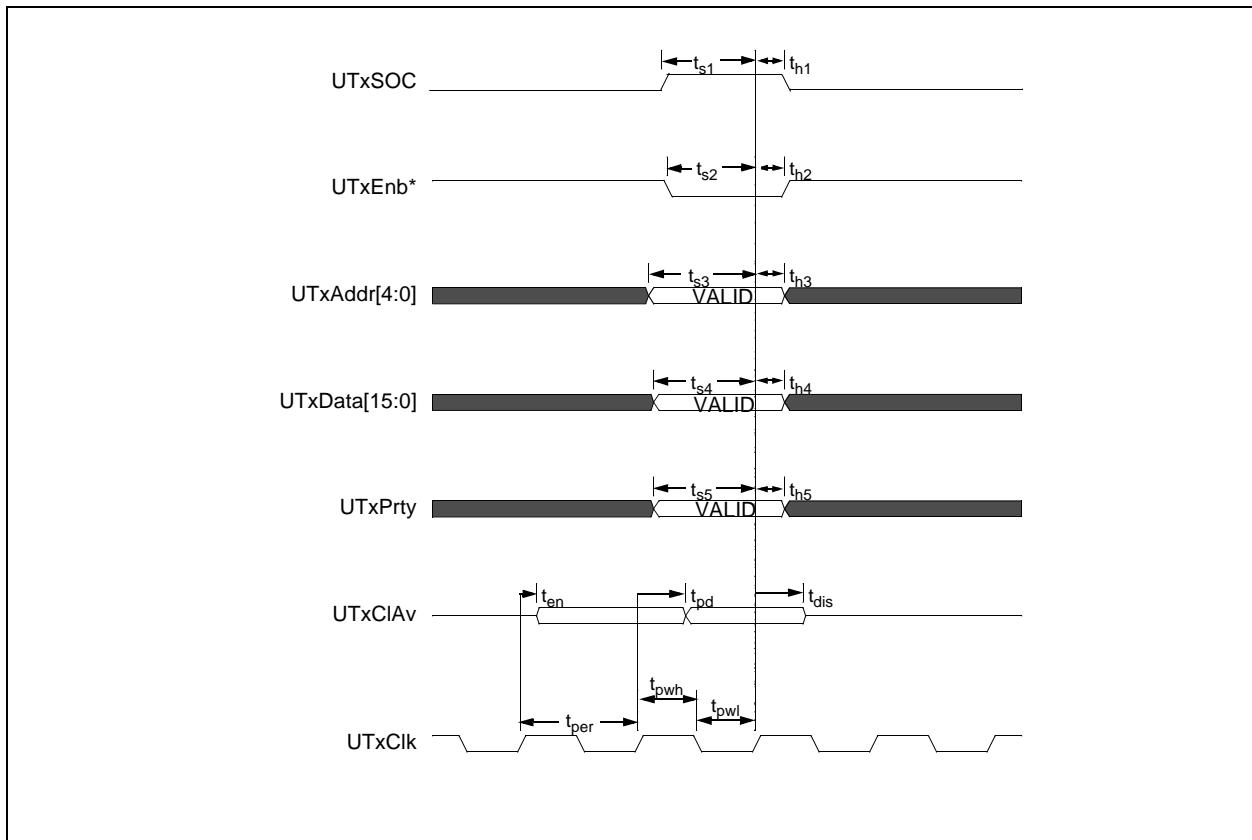 t_s1 t_h1
UTxSOC
t_s2 t_h2
UTxEnb*
t_s3 t_h3
UTxAddr[4:0] VALID
t_s4 t_h4
UTxData[15:0] VALID
t_s5 t_h5
UTxPrty VALID
t_en t_pd t_dis
UTxClAv
t_pwh
t_per t_pwl
UTxClk